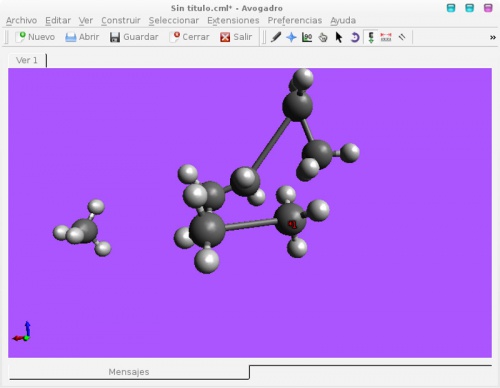 Sin título.cml* - Avogadro
Archivo Editar Ver Construir Seleccionar Extensiones Preferencias Ayuda
Nuevo Abrir Guardar Cerrar Salir »
Ver 1
Mensajes